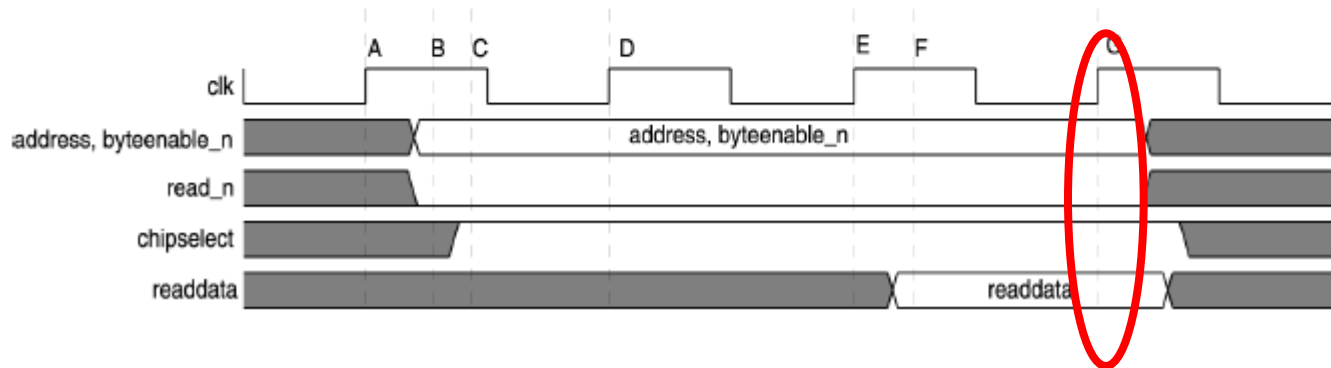 A B C D E F G
clk
address, byteenable_n address, byteenable_n
read_n
chipselect
readdata readdata